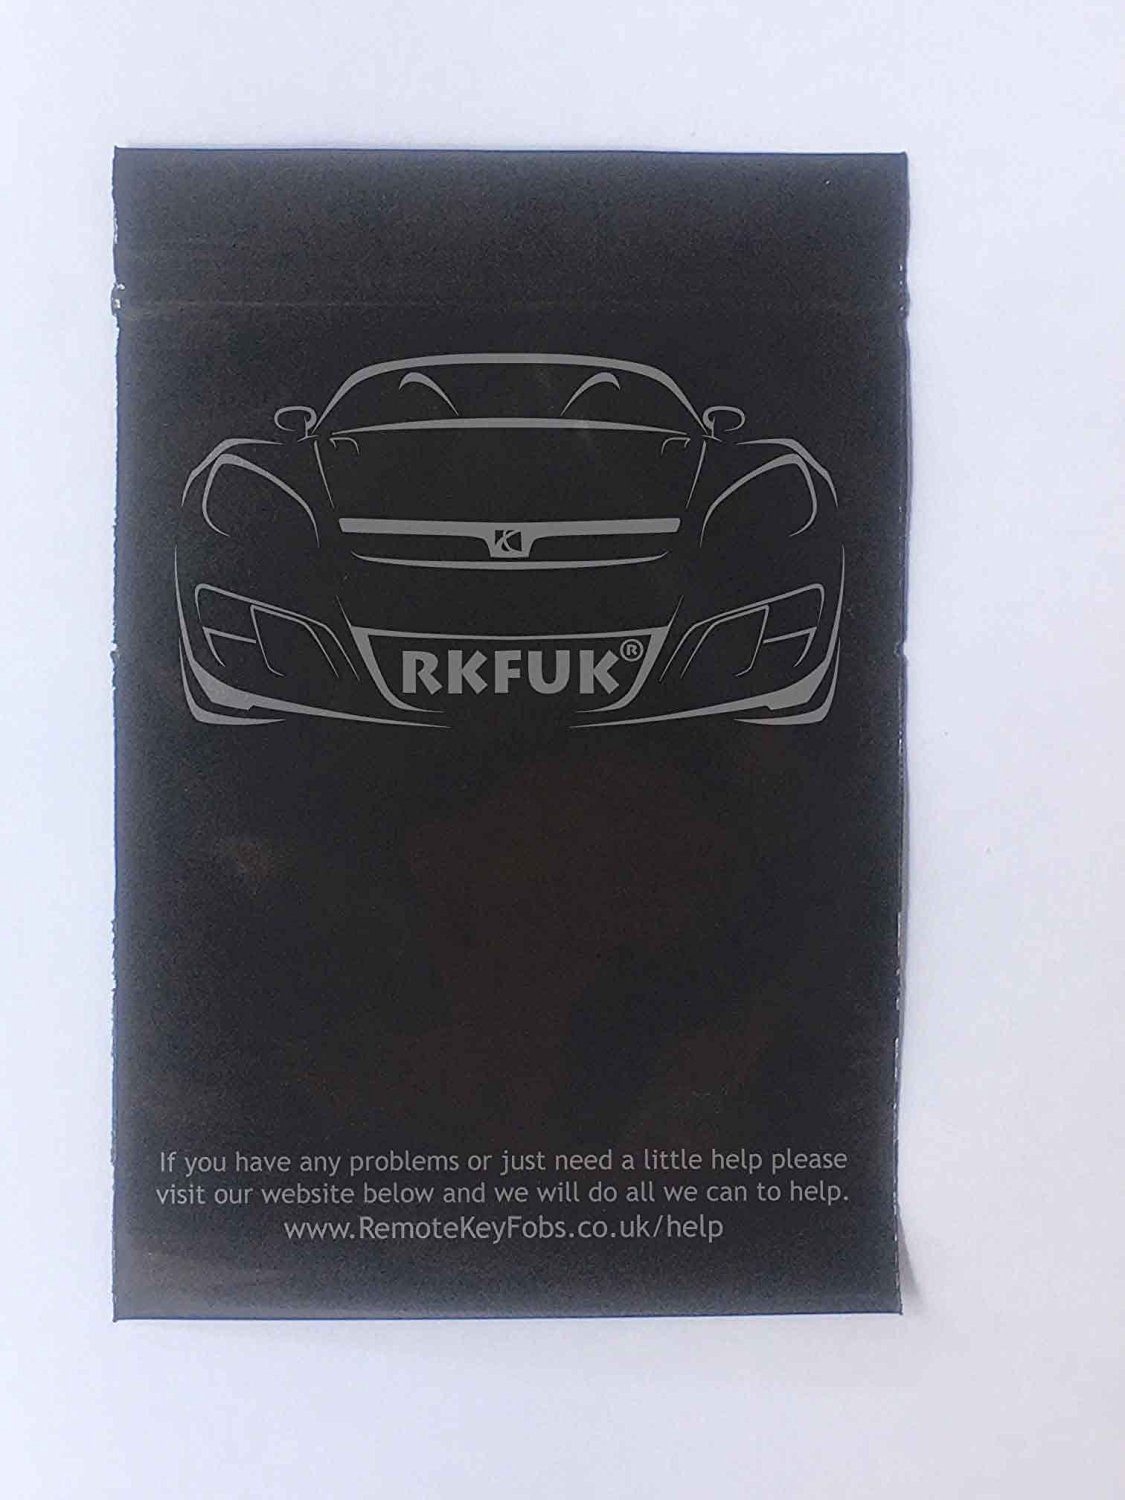 RKFUK®
If you have any problems or just need a little help please
visit our website below and we will do all we can to help.
www.RemoteKeyFobs.co.uk/help